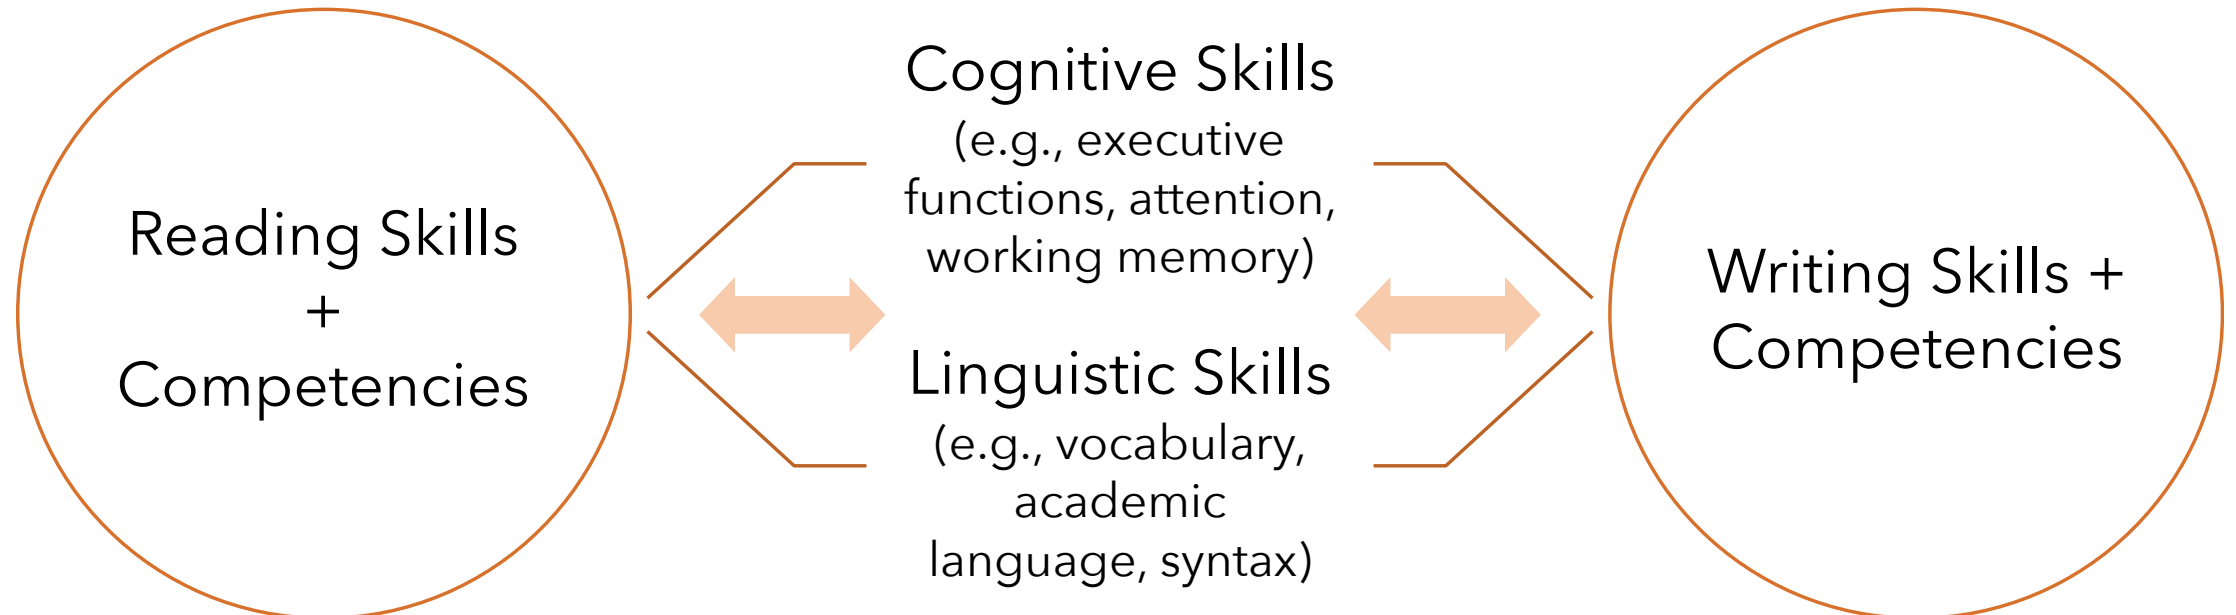 Reading Skills
+
Competencies
Cognitive Skills
(e.g., executive
functions, attention,
working memory)
Linguistic Skills
(e.g., vocabulary,
academic
language, syntax)
Writing Skills +
Competencies